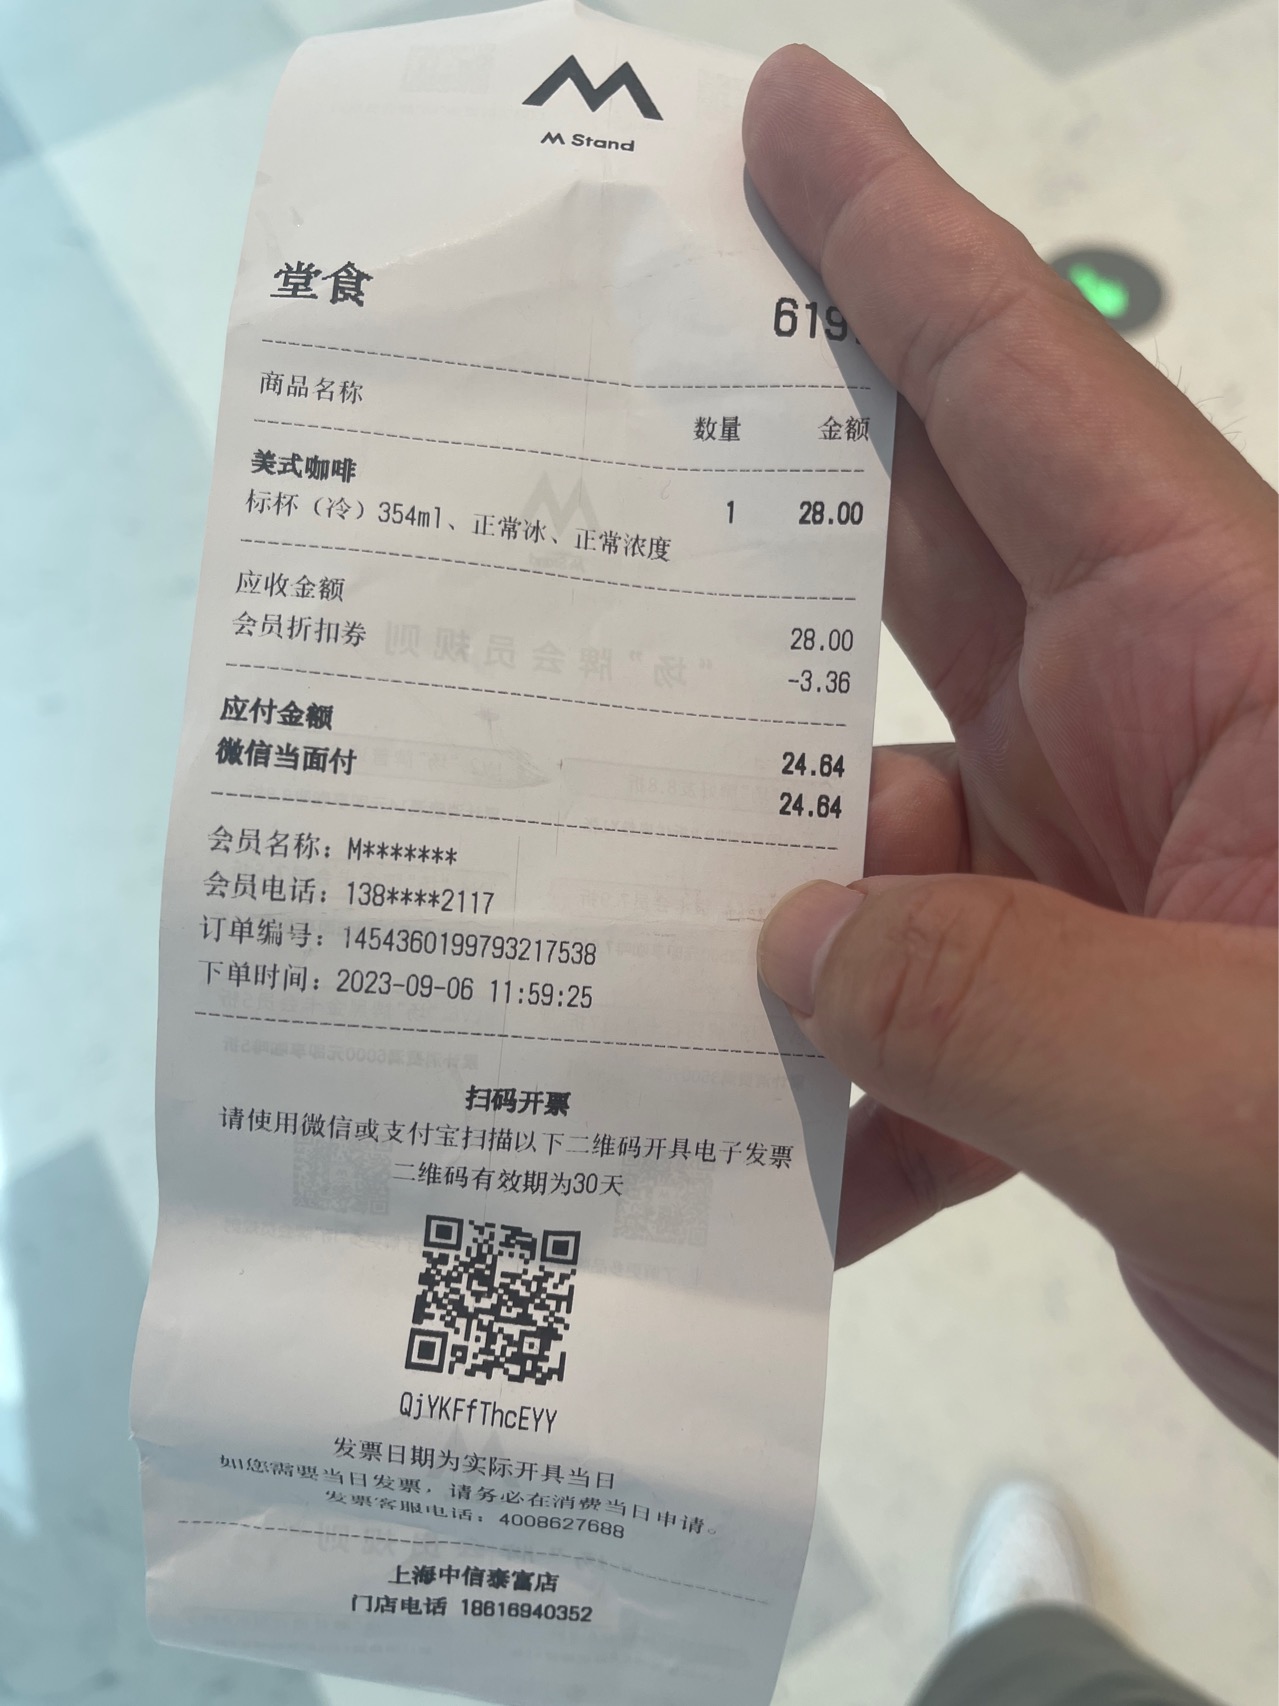 M Stand
堂食
619
商品名称 数量 金额
美式咖啡 1 28.00
标杯（冷）354ml、正常冰、正常浓度
应收金额 28.00
会员折扣券 -3.36
应付金额 24.64
微信当面付 24.64
会员名称：M*******
会员电话：138****2117
订单编号：1454360199793217538
下单时间：2023-09-06 11:59:25
扫码开票
请使用微信或支付宝扫描以下二维码开具电子发票
二维码有效期为30天
QjYKFfThcEYY
发票日期为实际开具当日
如您需要当日发票，请务必在消费当日申请。
发票客服电话：4008627688
上海中信泰富店
门店电话 18616940352